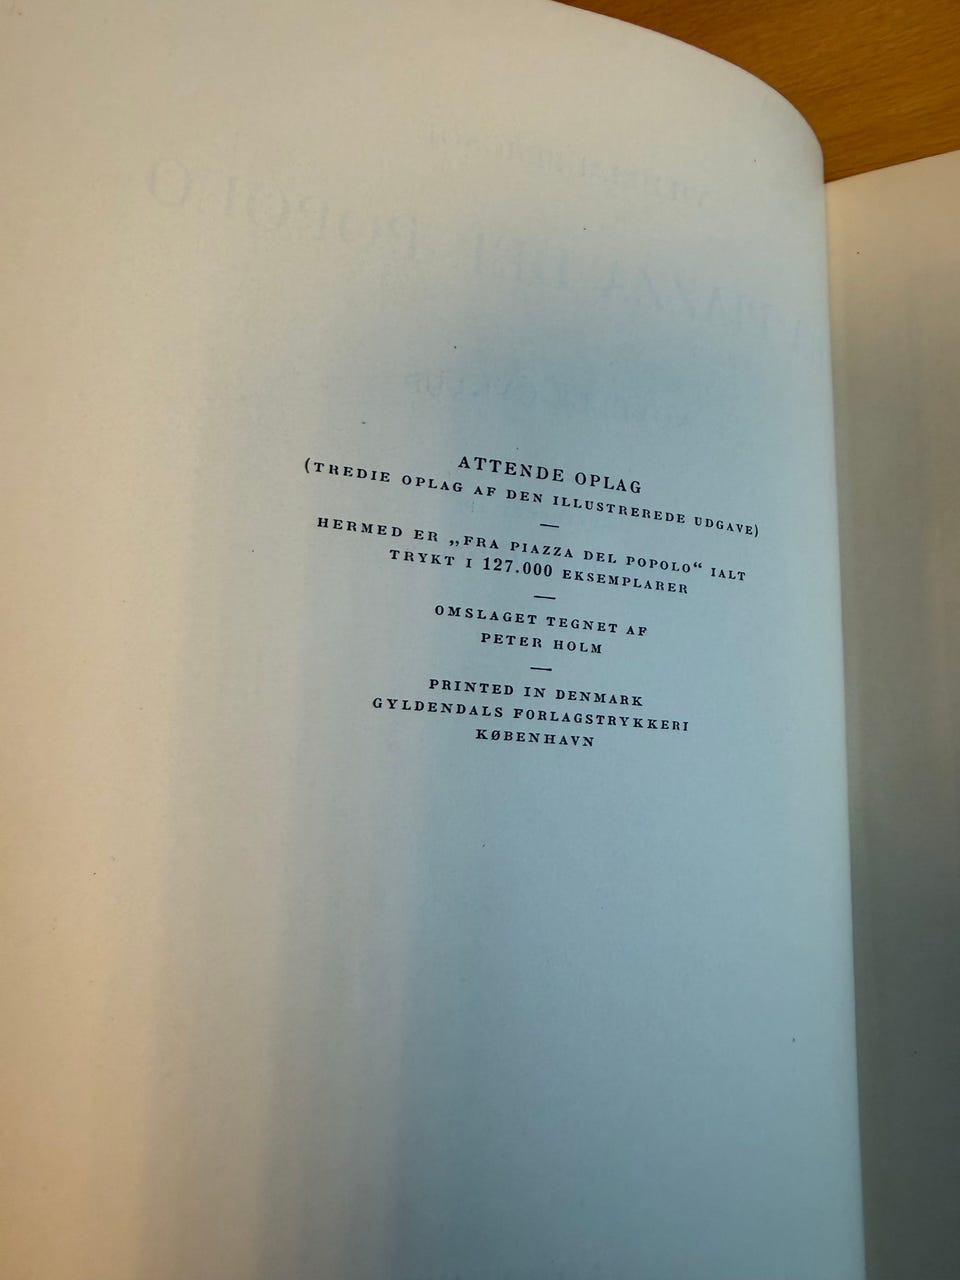 ATTENDE OPLAG
(TREDIE OPLAG AF DEN ILLUSTREREDE UDGAVE)
HERMED ER „FRA PIAZZA DEL POPOLO“ IALT
TRYKT I 127.000 EKSEMPLARER
OMSLAGET TEGNET AF
PETER HOLM
PRINTED IN DENMARK
GYLDENDALS FORLAGSTRYKKERI
KØBENHAVN